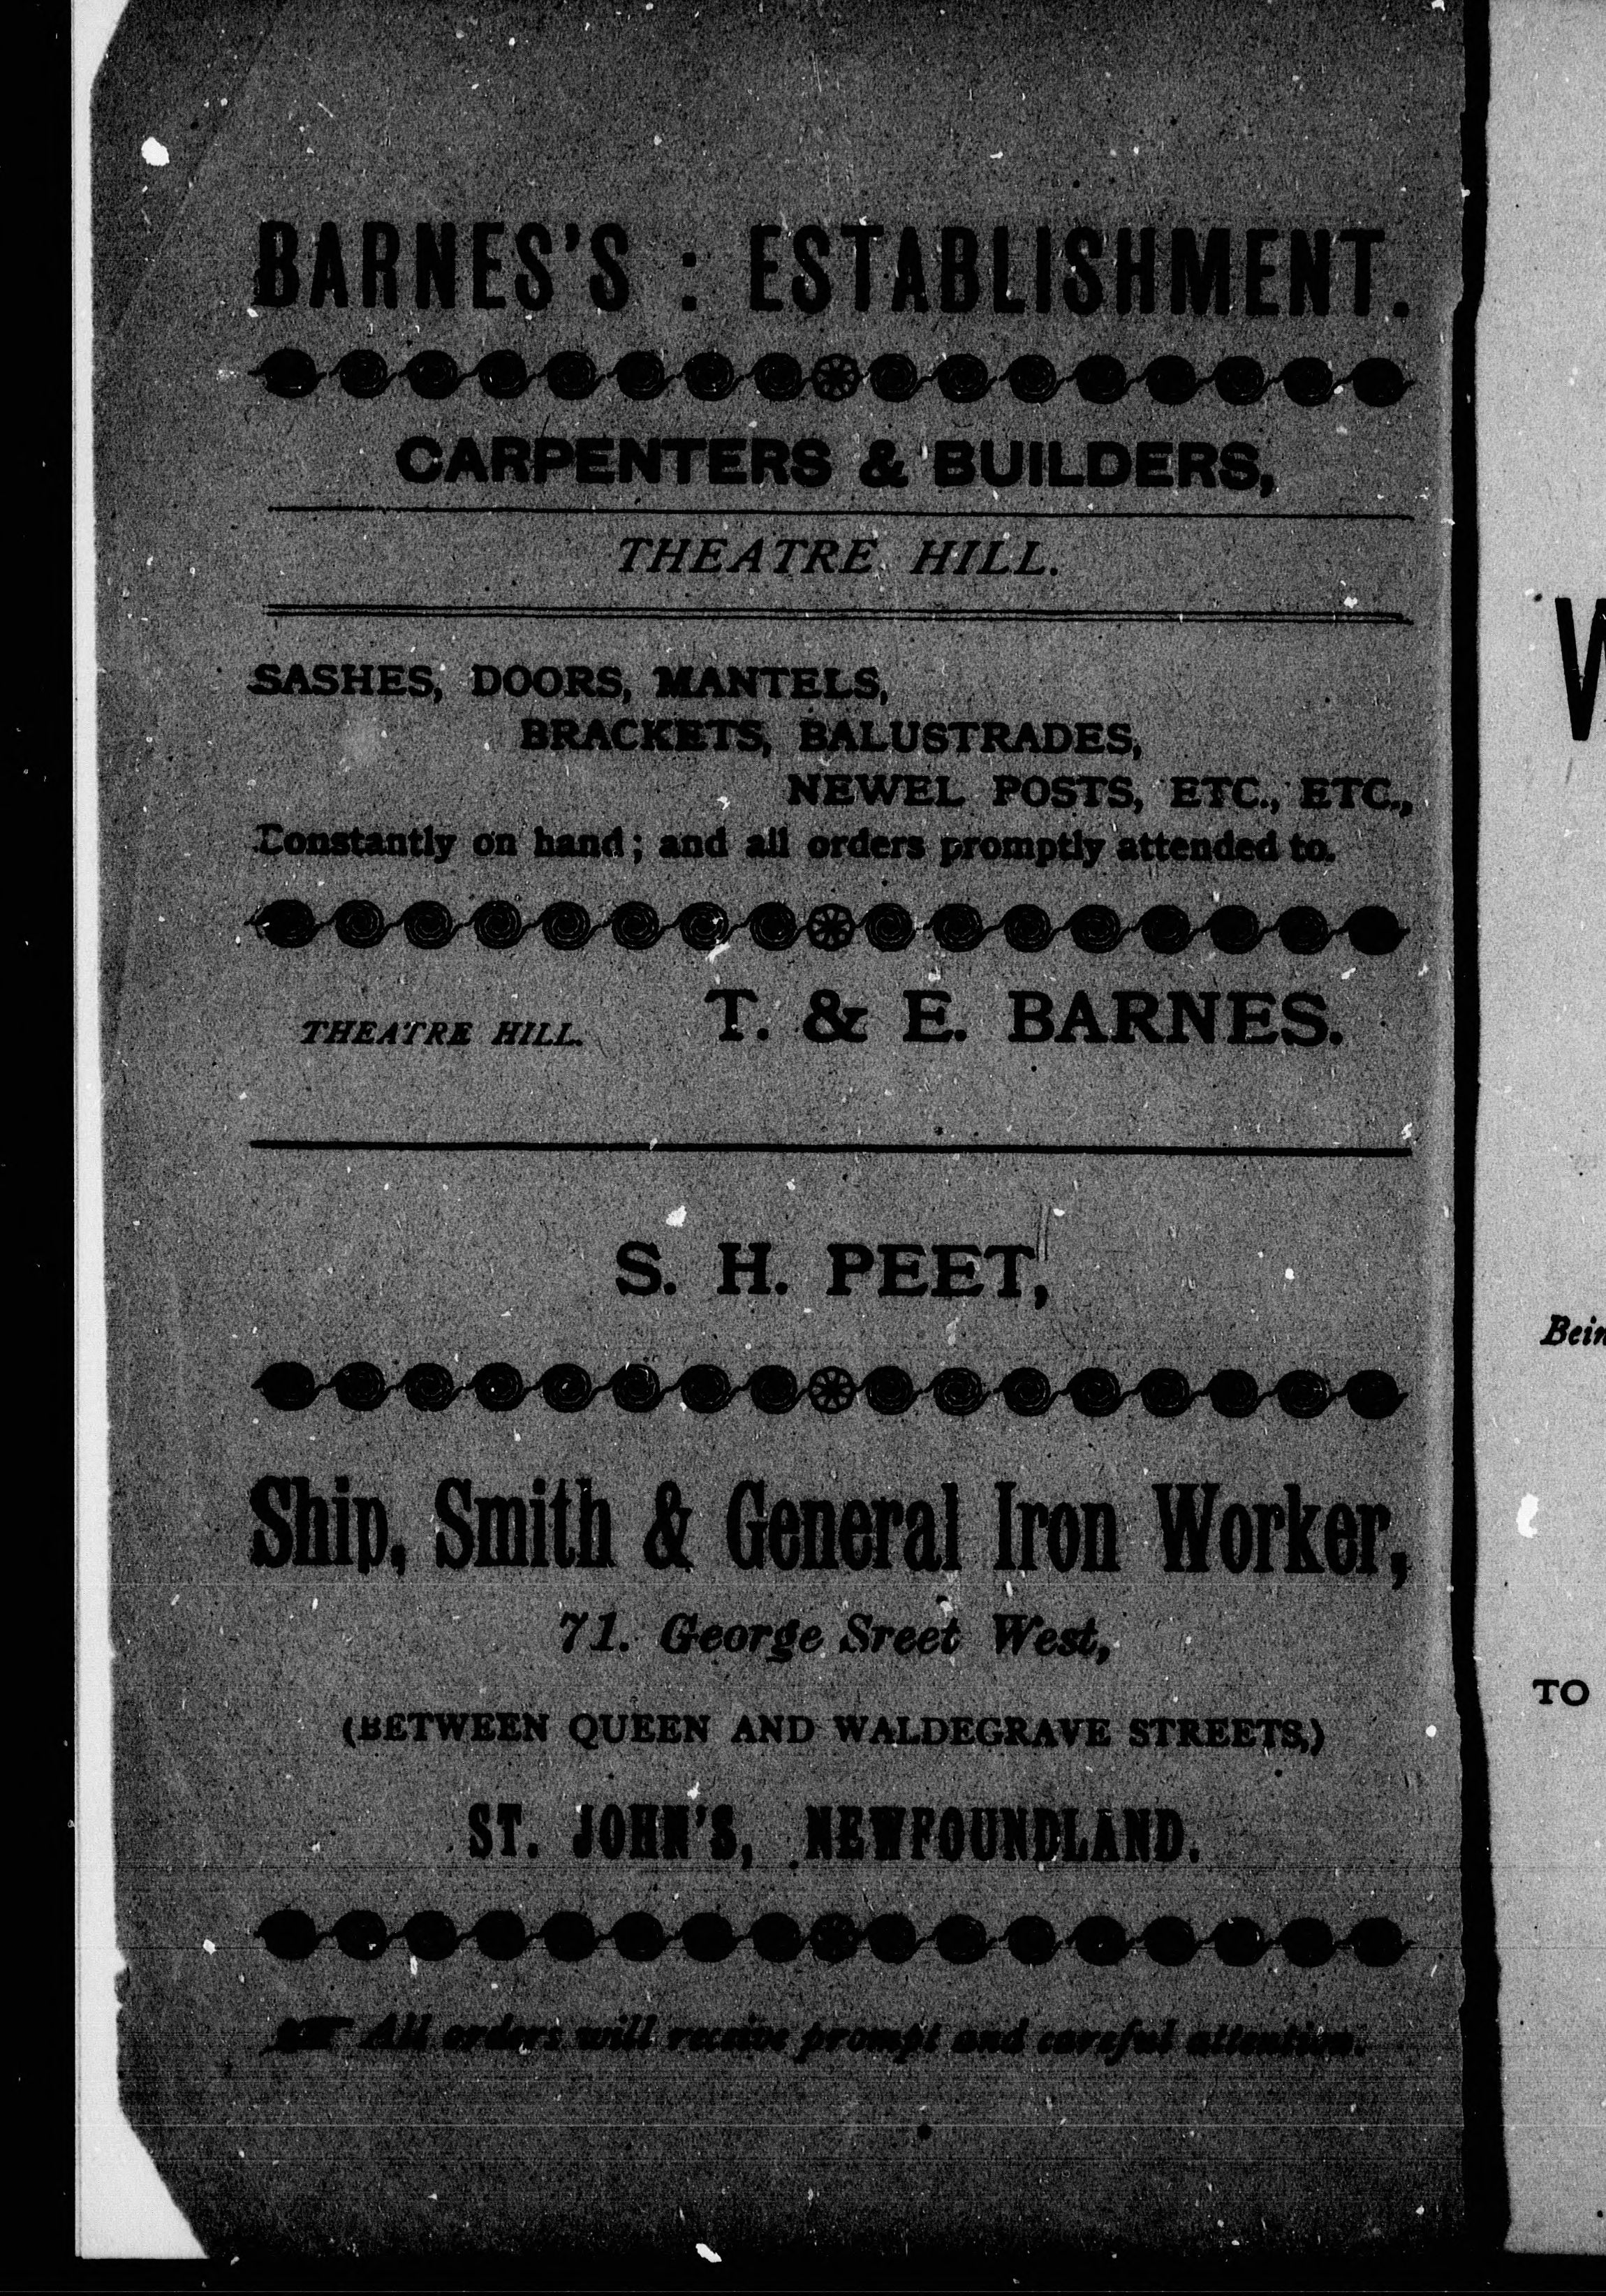 BARNES'S : ESTABLISHMENT.
CARPENTERS & BUILDERS,
THEATRE HILL.
SASHES, DOORS, MANTELS,
BRACKETS, BALUSTRADES,
NEWEL POSTS, ETC., ETC.,
Constantly on hand; and all orders promptly attended to.
THEATRE HILL. T. & E. BARNES.
S. H. PEET,
Ship, Smith & General Iron Worker,
71. George Sreet West,
(BETWEEN QUEEN AND WALDEGRAVE STREETS,)
ST. JOHN'S, NEWFOUNDLAND.
☞ All orders will receive prompt and careful attention.
TO